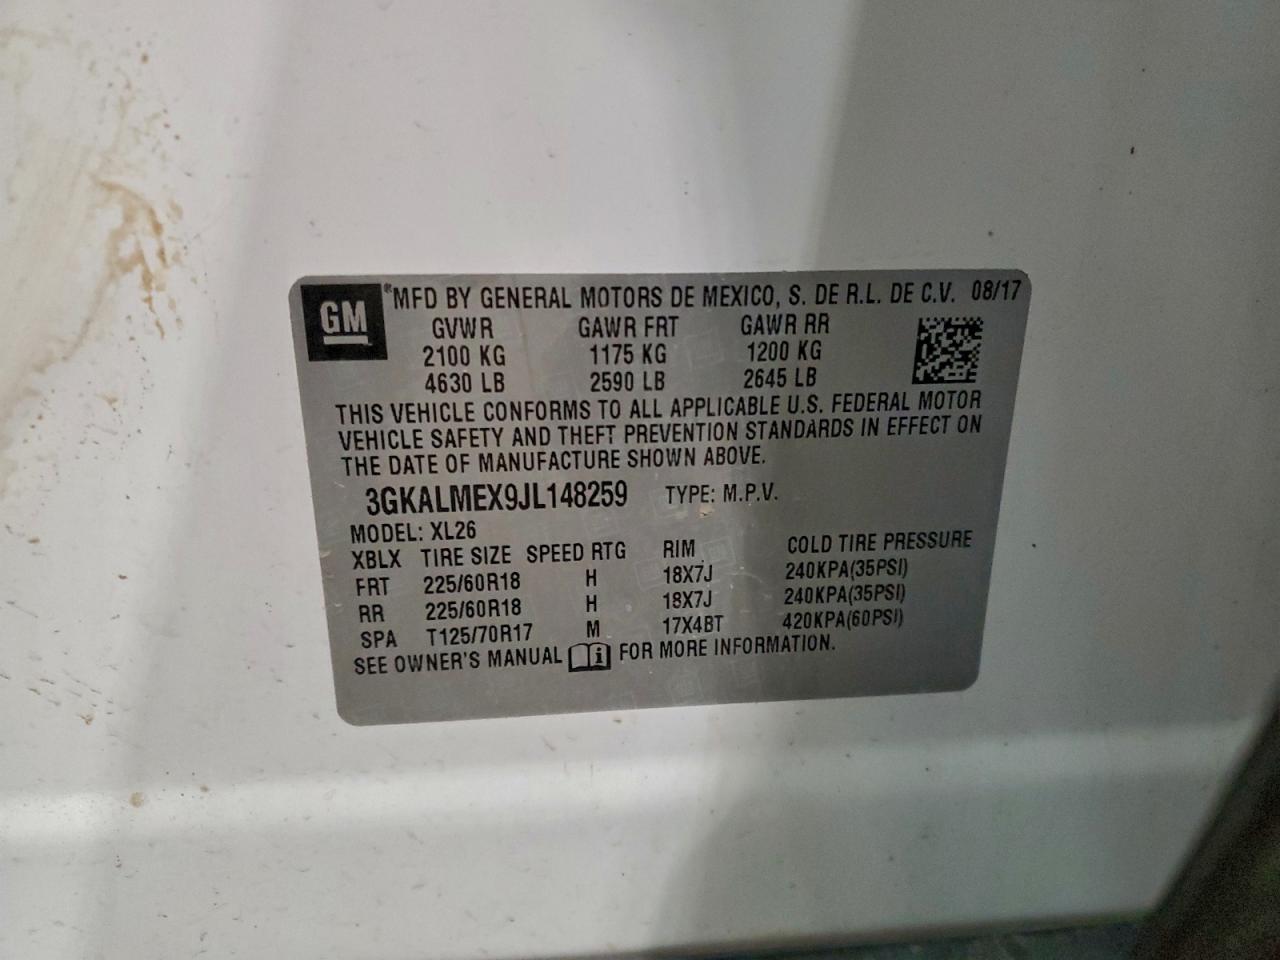 GM
®MFD BY GENERAL MOTORS DE MEXICO, S. DE R.L. DE C.V. 08/17
GVWR GAWR FRT GAWR RR
2100 KG 1175 KG 1200 KG
4630 LB 2590 LB 2645 LB
THIS VEHICLE CONFORMS TO ALL APPLICABLE U.S. FEDERAL MOTOR
VEHICLE SAFETY AND THEFT PREVENTION STANDARDS IN EFFECT ON
THE DATE OF MANUFACTURE SHOWN ABOVE.
3GKALMEX9JL148259 TYPE: M.P.V.
MODEL: XL26
XBLX TIRE SIZE SPEED RTG RIM COLD TIRE PRESSURE
FRT 225/60R18 H 18X7J 240KPA(35PSI)
RR 225/60R18 H 18X7J 240KPA(35PSI)
SPA T125/70R17 M 17X4BT 420KPA(60PSI)
SEE OWNER'S MANUAL i FOR MORE INFORMATION.